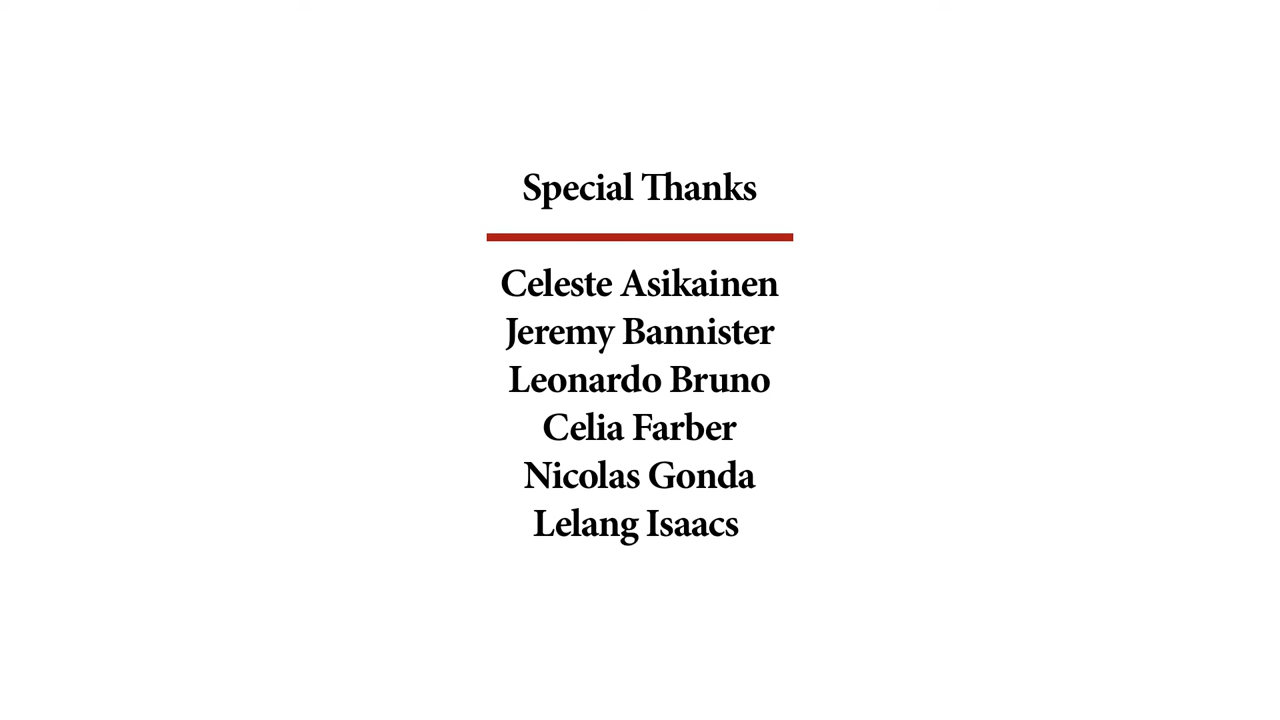 Special Thanks
Celeste Asikainen
Jeremy Bannister
Leonardo Bruno
Celia Farber
Nicolas Gonda
Lelang Isaacs